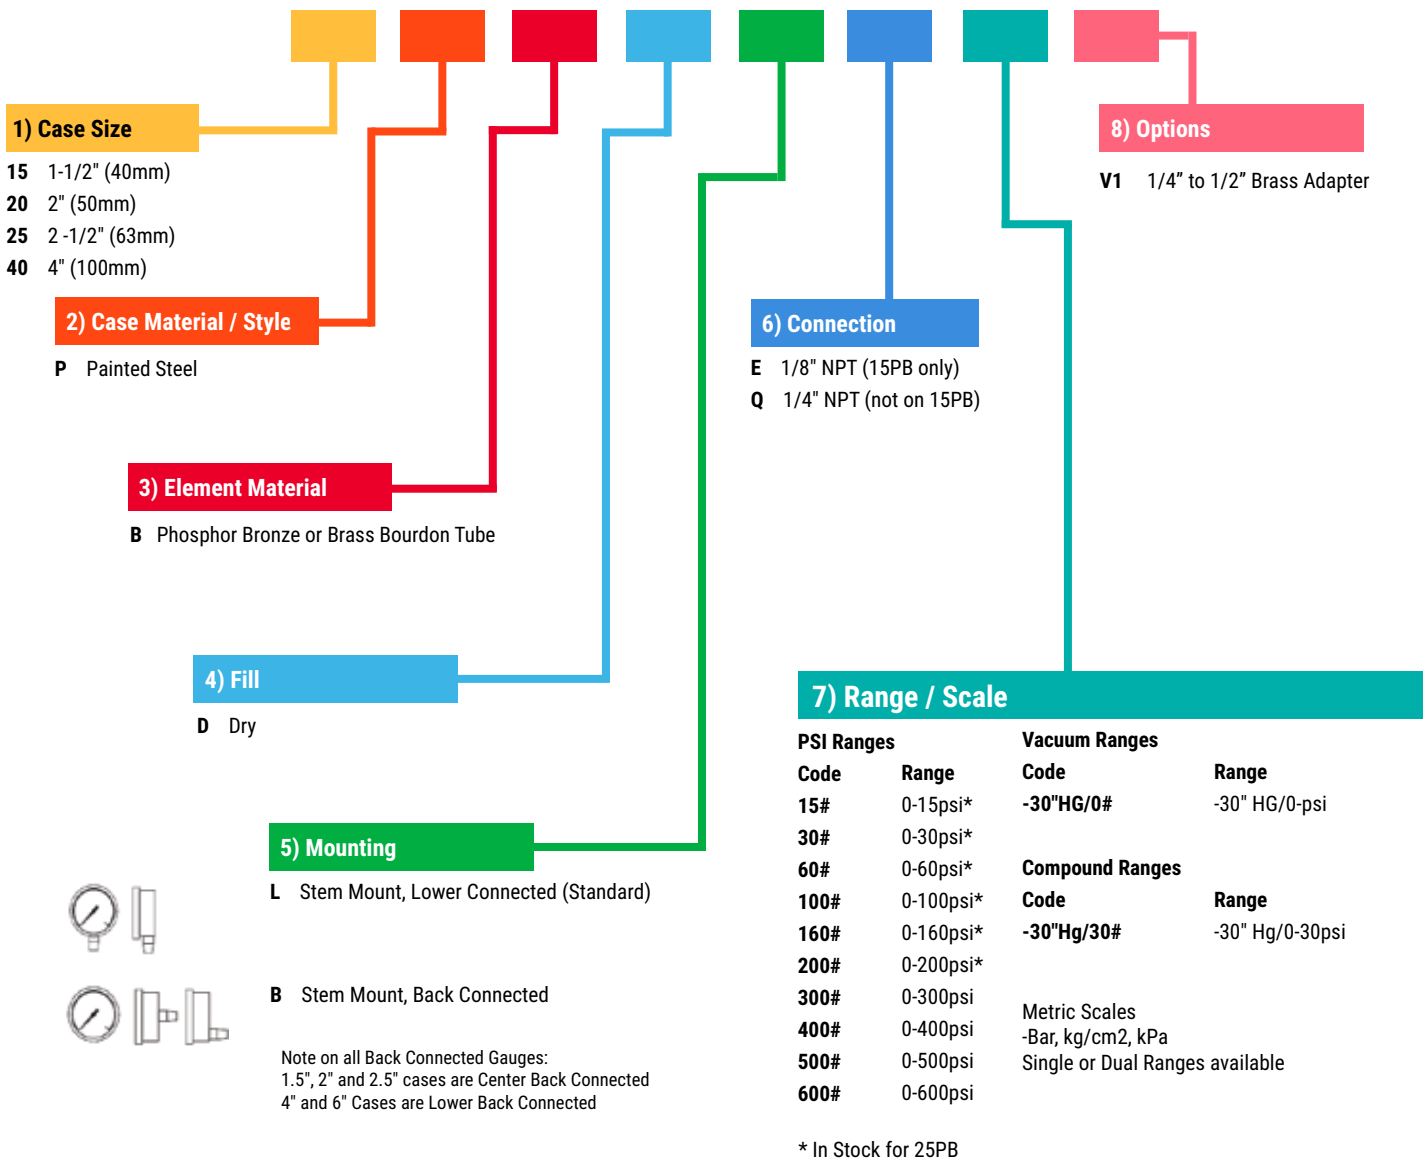 1) Case Size
15 1-1/2" (40mm)
20 2" (50mm)
25 2 -1/2" (63mm)
40 4" (100mm)
2) Case Material / Style
P Painted Steel
3) Element Material
B Phosphor Bronze or Brass Bourdon Tube
4) Fill
D Dry
5) Mounting
L Stem Mount, Lower Connected (Standard)
B Stem Mount, Back Connected
Note on all Back Connected Gauges:
1.5", 2" and 2.5" cases are Center Back Connected
4" and 6" Cases are Lower Back Connected
6) Connection
E 1/8" NPT (15PB only)
Q 1/4" NPT (not on 15PB)
7) Range / Scale
PSI Ranges
Code Range
15# 0-15psi*
30# 0-30psi*
60# 0-60psi*
100# 0-100psi*
160# 0-160psi*
200# 0-200psi*
300# 0-300psi
400# 0-400psi
500# 0-500psi
600# 0-600psi
* In Stock for 25PB
Vacuum Ranges
Code Range
-30"HG/0# -30" HG/0-psi
Compound Ranges
Code Range
-30"Hg/30# -30" Hg/0-30psi
Metric Scales
-Bar, kg/cm2, kPa
Single or Dual Ranges available
8) Options
V1 1/4” to 1/2” Brass Adapter